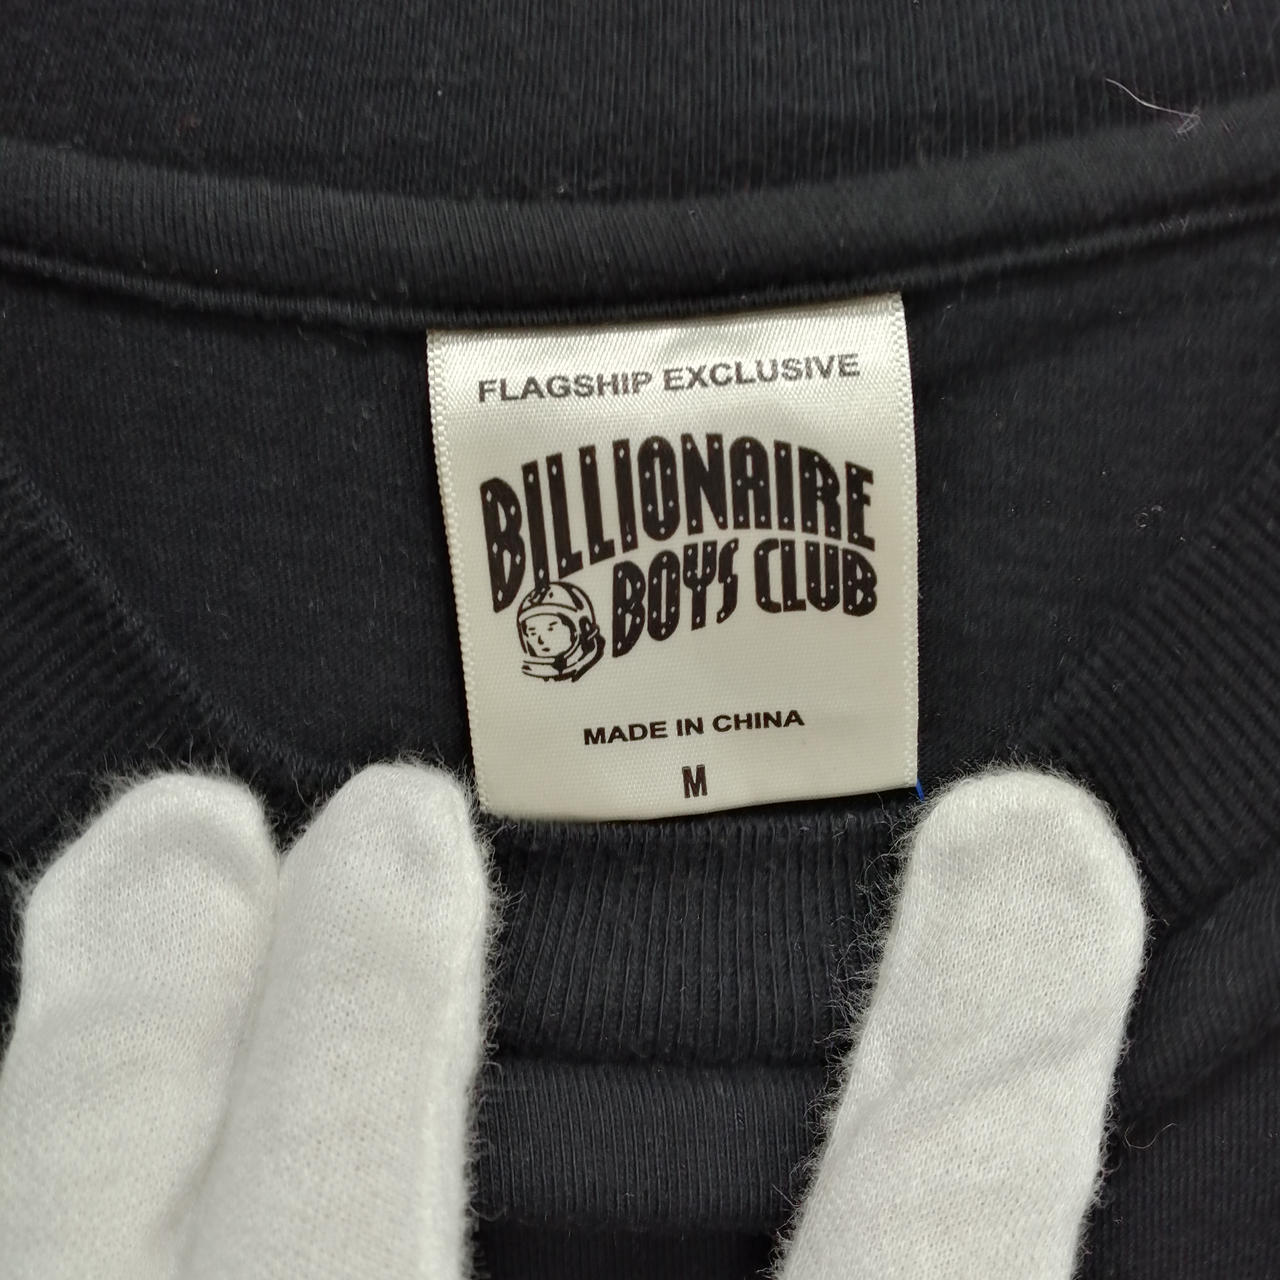 FLAGSHIP EXCLUSIVE
BILLIONAIRE
BOYS CLUB
MADE IN CHINA
M